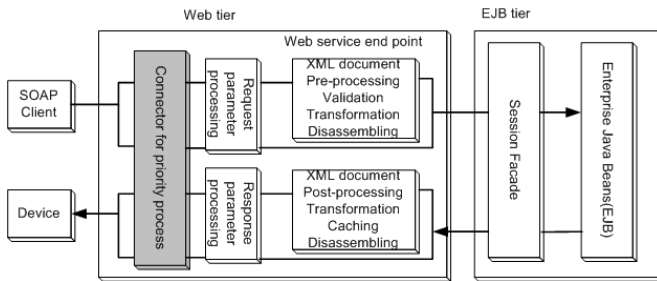 Web tier
EJB tier
Web service end point
SOAP
Client
Device
Connector for
priority process
Request
parameter
processing
XML document
Pre-processing
Validation
Transformation
Disassembling
Response
parameter
processing
XML document
Post-processing
Transformation
Caching
Disassembling
Session Facade
Enterprise Java Beans(EJB)